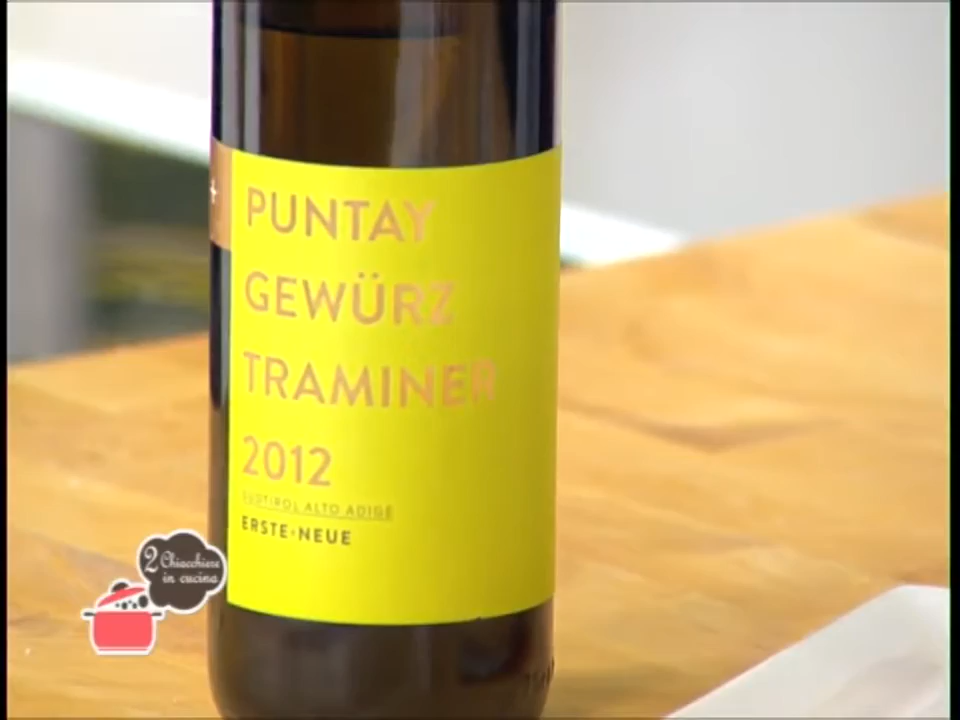 PUNTAY
GEWÜRZ
TRAMINER
2012
SÜDTIROL ALTO ADIGE
ERSTE·NEUE
2 Chiacchiere
in cucina